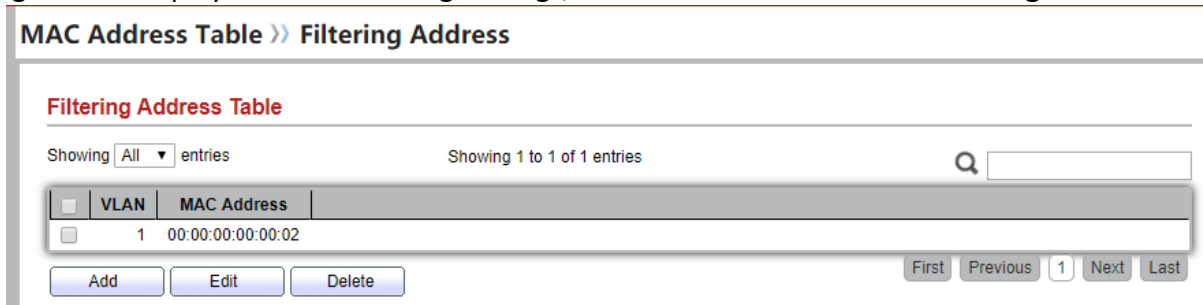 MAC Address Table » Filtering Address
Filtering Address Table
Showing All ▼ entries Showing 1 to 1 of 1 entries
VLAN MAC Address
1 00:00:00:00:00:02
Add Edit Delete First Previous 1 Next Last